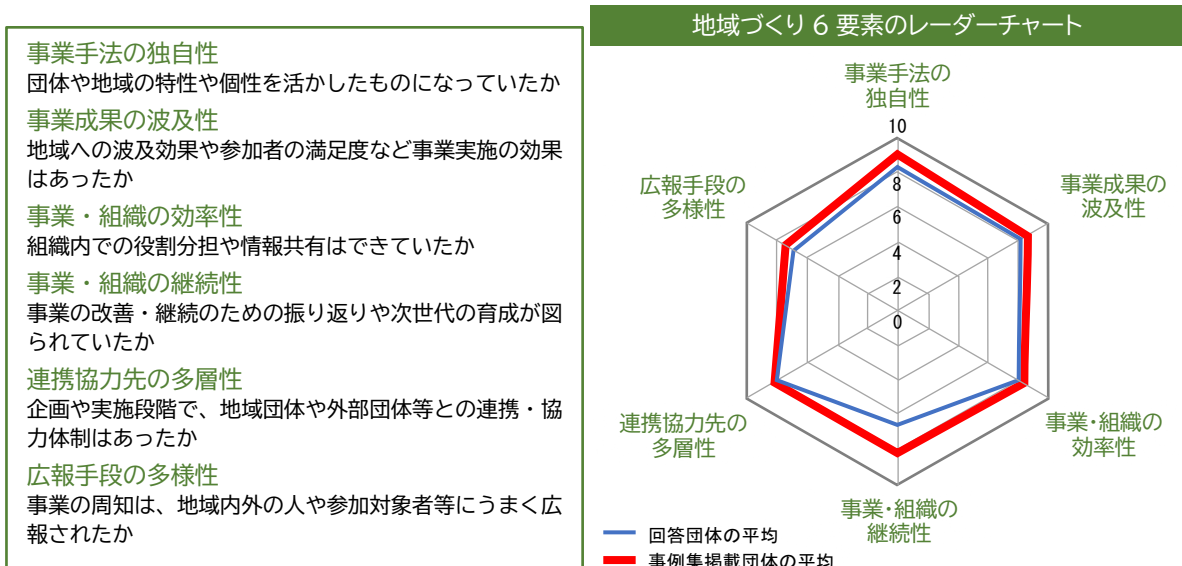 事業手法の独自性
団体や地域の特性や個性を活かしたものになっていたか
事業成果の波及性
地域への波及効果や参加者の満足度など事業実施の効果
はあったか
事業・組織の効率性
組織内での役割分担や情報共有はできていたか
事業・組織の継続性
事業の改善・継続のための振り返りや次世代の育成が図
られていたか
連携協力先の多層性
企画や実施段階で、地域団体や外部団体等との連携・協
力体制はあったか
広報手段の多様性
事業の周知は、地域内外の人や参加対象者等にうまく広
報されたか
地域づくり6要素のレーダーチャート
事業手法の
独自性
10
8
6
4
2
0
事業成果の
波及性
事業・組織の
効率性
事業・組織の
継続性
連携協力先の
多層性
広報手段の
多様性
回答団体の平均
事例集掲載団体の平均